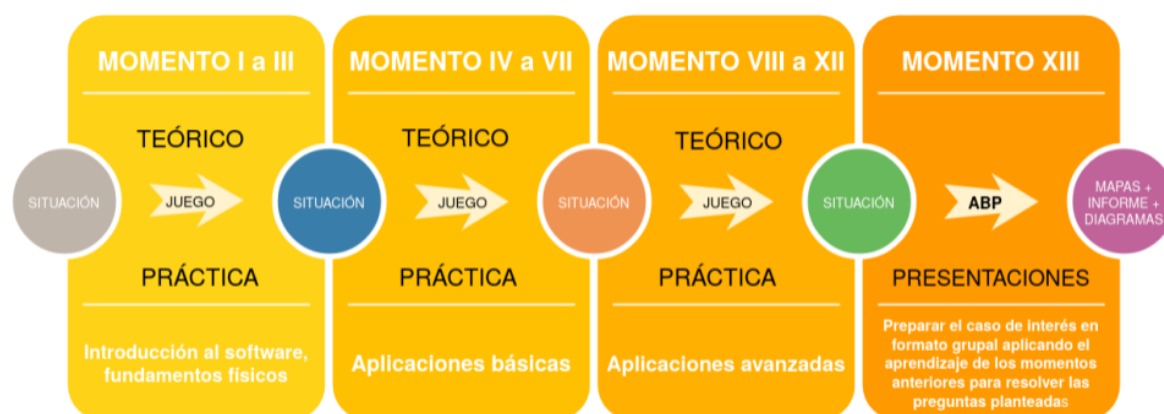 MOMENTO I a III
MOMENTO IV a VII
MOMENTO VIII a XII
MOMENTO XIII
TEÓRICO
TEÓRICO
TEÓRICO
SITUACIÓN
JUEGO
SITUACIÓN
JUEGO
SITUACIÓN
JUEGO
SITUACIÓN
ABP
MAPAS +
INFORME +
DIAGRAMAS
PRÁCTICA
PRÁCTICA
PRÁCTICA
PRESENTACIONES
Introducción al software,
fundamentos físicos
Aplicaciones básicas
Aplicaciones avanzadas
Preparar el caso de interés en
formato grupal aplicando el
aprendizaje de los momentos
anteriores para resolver las
preguntas planteadas